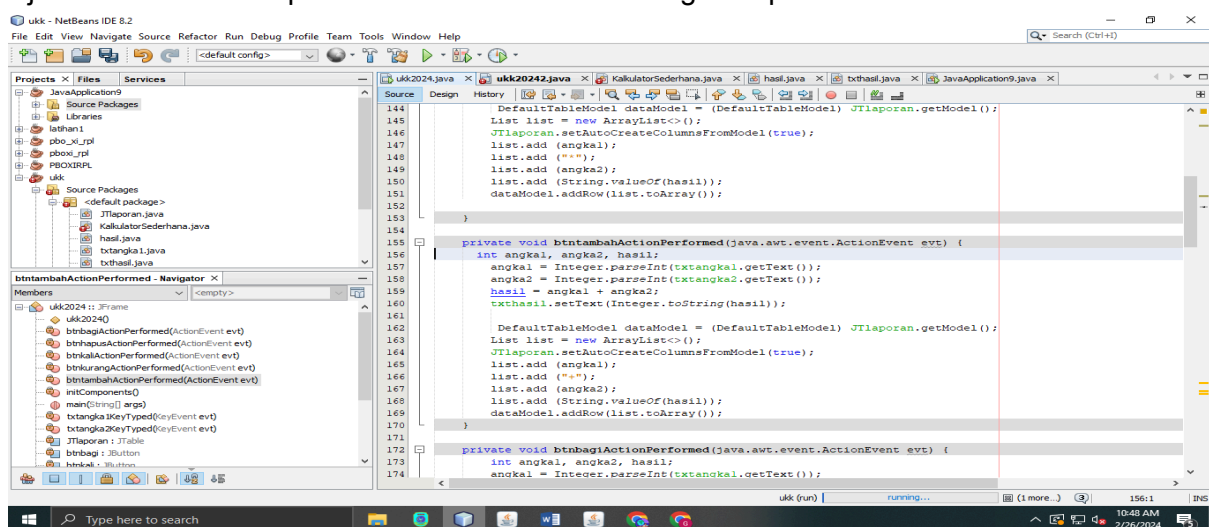 ukk - NetBeans IDE 8.2
File Edit View Navigate Source Refactor Run Debug Profile Team Tools Window Help
Search (Ctrl+I)
<default config>
Projects Files Services
JavaApplication9
Source Packages
Libraries
latihan1
pbo_xi_rpl
pboxi_rpl
PBOXIRPL
ukk
Source Packages
<default package>
JTlaporan.java
KalkulatorSederhana.java
hasil.java
txtangka1.java
txthasil.java
btntambahActionPerformed - Navigator
Members <empty>
ukk2024 :: JFrame
ukk2024()
btnbagiActionPerformed(ActionEvent evt)
btnhapusActionPerformed(ActionEvent evt)
btnkaliActionPerformed(ActionEvent evt)
btnkurangActionPerformed(ActionEvent evt)
btntambahActionPerformed(ActionEvent evt)
initComponents()
main(String[] args)
txtangka1KeyTyped(KeyEvent evt)
txtangka2KeyTyped(KeyEvent evt)
JTlaporan : JTable
btnbagi : JButton
btnkali : JButton
ukk2024.java ukk20242.java KalkulatorSederhana.java hasil.java txthasil.java JavaApplication9.java
Source Design History
144 DefaultTableModel dataModel = (DefaultTableModel) JTlaporan.getModel();
145 List list = new ArrayList<>();
146 JTlaporan.setAutoCreateColumnsFromModel(true);
147 list.add (angka1);
148 list.add ("*");
149 list.add (angka2);
150 list.add (String.valueOf(hasil));
151 dataModel.addRow(list.toArray());
152
153 }
154
155 private void btntambahActionPerformed(java.awt.event.ActionEvent evt) {
156 int angka1, angka2, hasil;
157 angka1 = Integer.parseInt(txtangka1.getText());
158 angka2 = Integer.parseInt(txtangka2.getText());
159 hasil = angka1 + angka2;
160 txthasil.setText(Integer.toString(hasil));
161
162 DefaultTableModel dataModel = (DefaultTableModel) JTlaporan.getModel();
163 List list = new ArrayList<>();
164 JTlaporan.setAutoCreateColumnsFromModel(true);
165 list.add (angka1);
166 list.add ("+");
167 list.add (angka2);
168 list.add (String.valueOf(hasil));
169 dataModel.addRow(list.toArray());
170 }
171
172 private void btnbagiActionPerformed(java.awt.event.ActionEvent evt) {
173 int angka1, angka2, hasil;
174 angka1 = Integer.parseInt(txtangka1.getText());
ukk (run) running... (1 more...) 3 156:1 INS
Type here to search
10:48 AM
2/26/2024
5